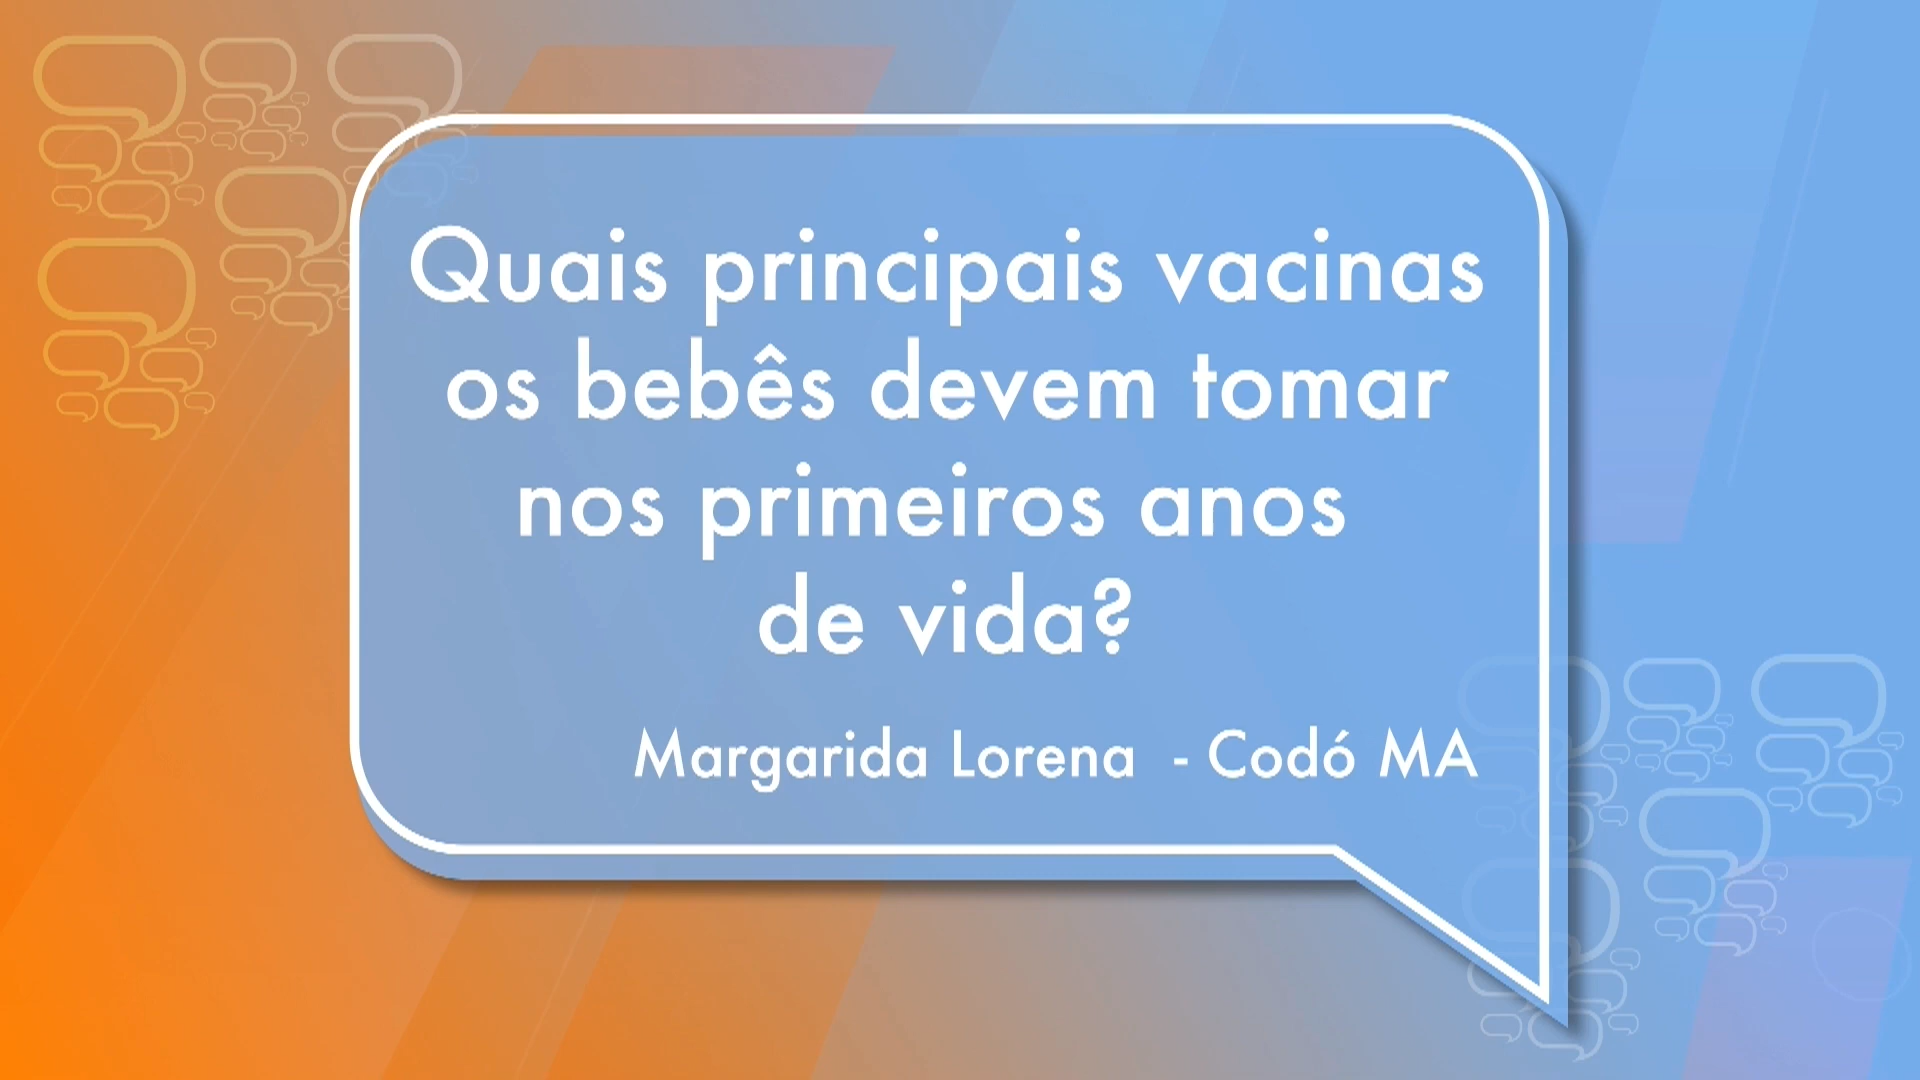 Quais principais vacinas
os bebês devem tomar
nos primeiros anos
de vida?
Margarida Lorena - Codó MA